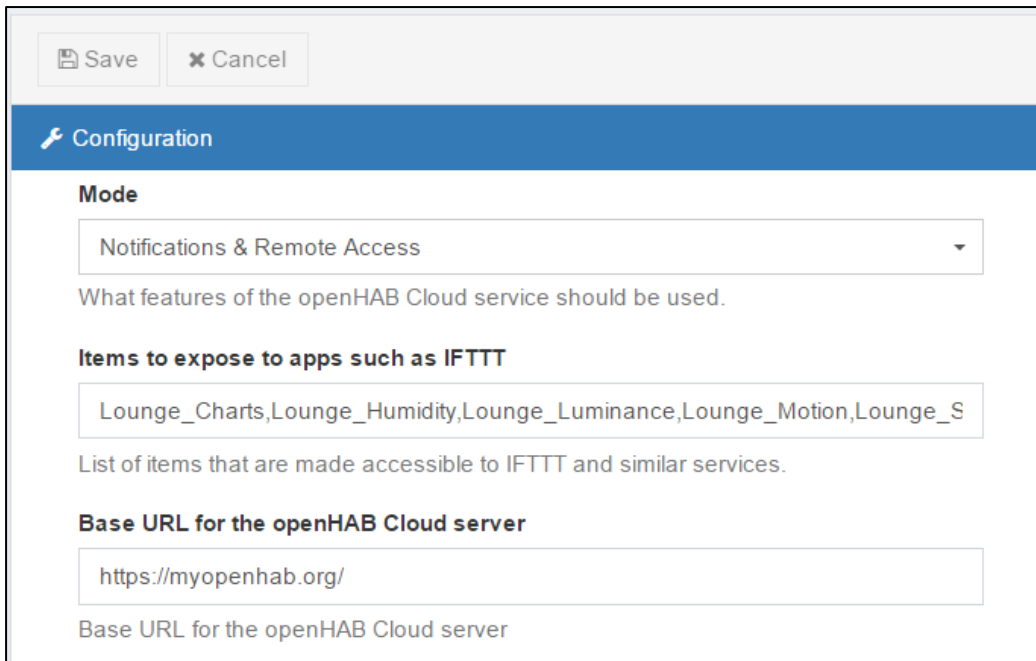 Save Cancel
Configuration
Mode
Notifications & Remote Access
What features of the openHAB Cloud service should be used.
Items to expose to apps such as IFTTT
Lounge_Charts,Lounge_Humidity,Lounge_Luminance,Lounge_Motion,Lounge_S
List of items that are made accessible to IFTTT and similar services.
Base URL for the openHAB Cloud server
https://myopenhab.org/
Base URL for the openHAB Cloud server